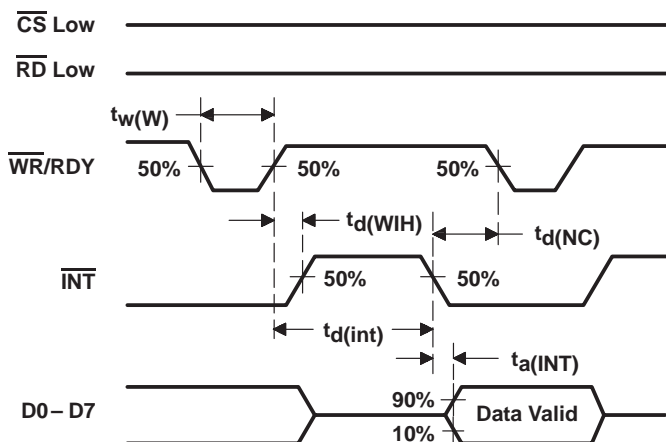 CS Low
RD Low
tw(W)
WR/RDY
50%
50%
50%
td(WIH)
td(NC)
INT
50%
50%
td(int)
ta(INT)
D0 – D7
90%
10%
Data Valid